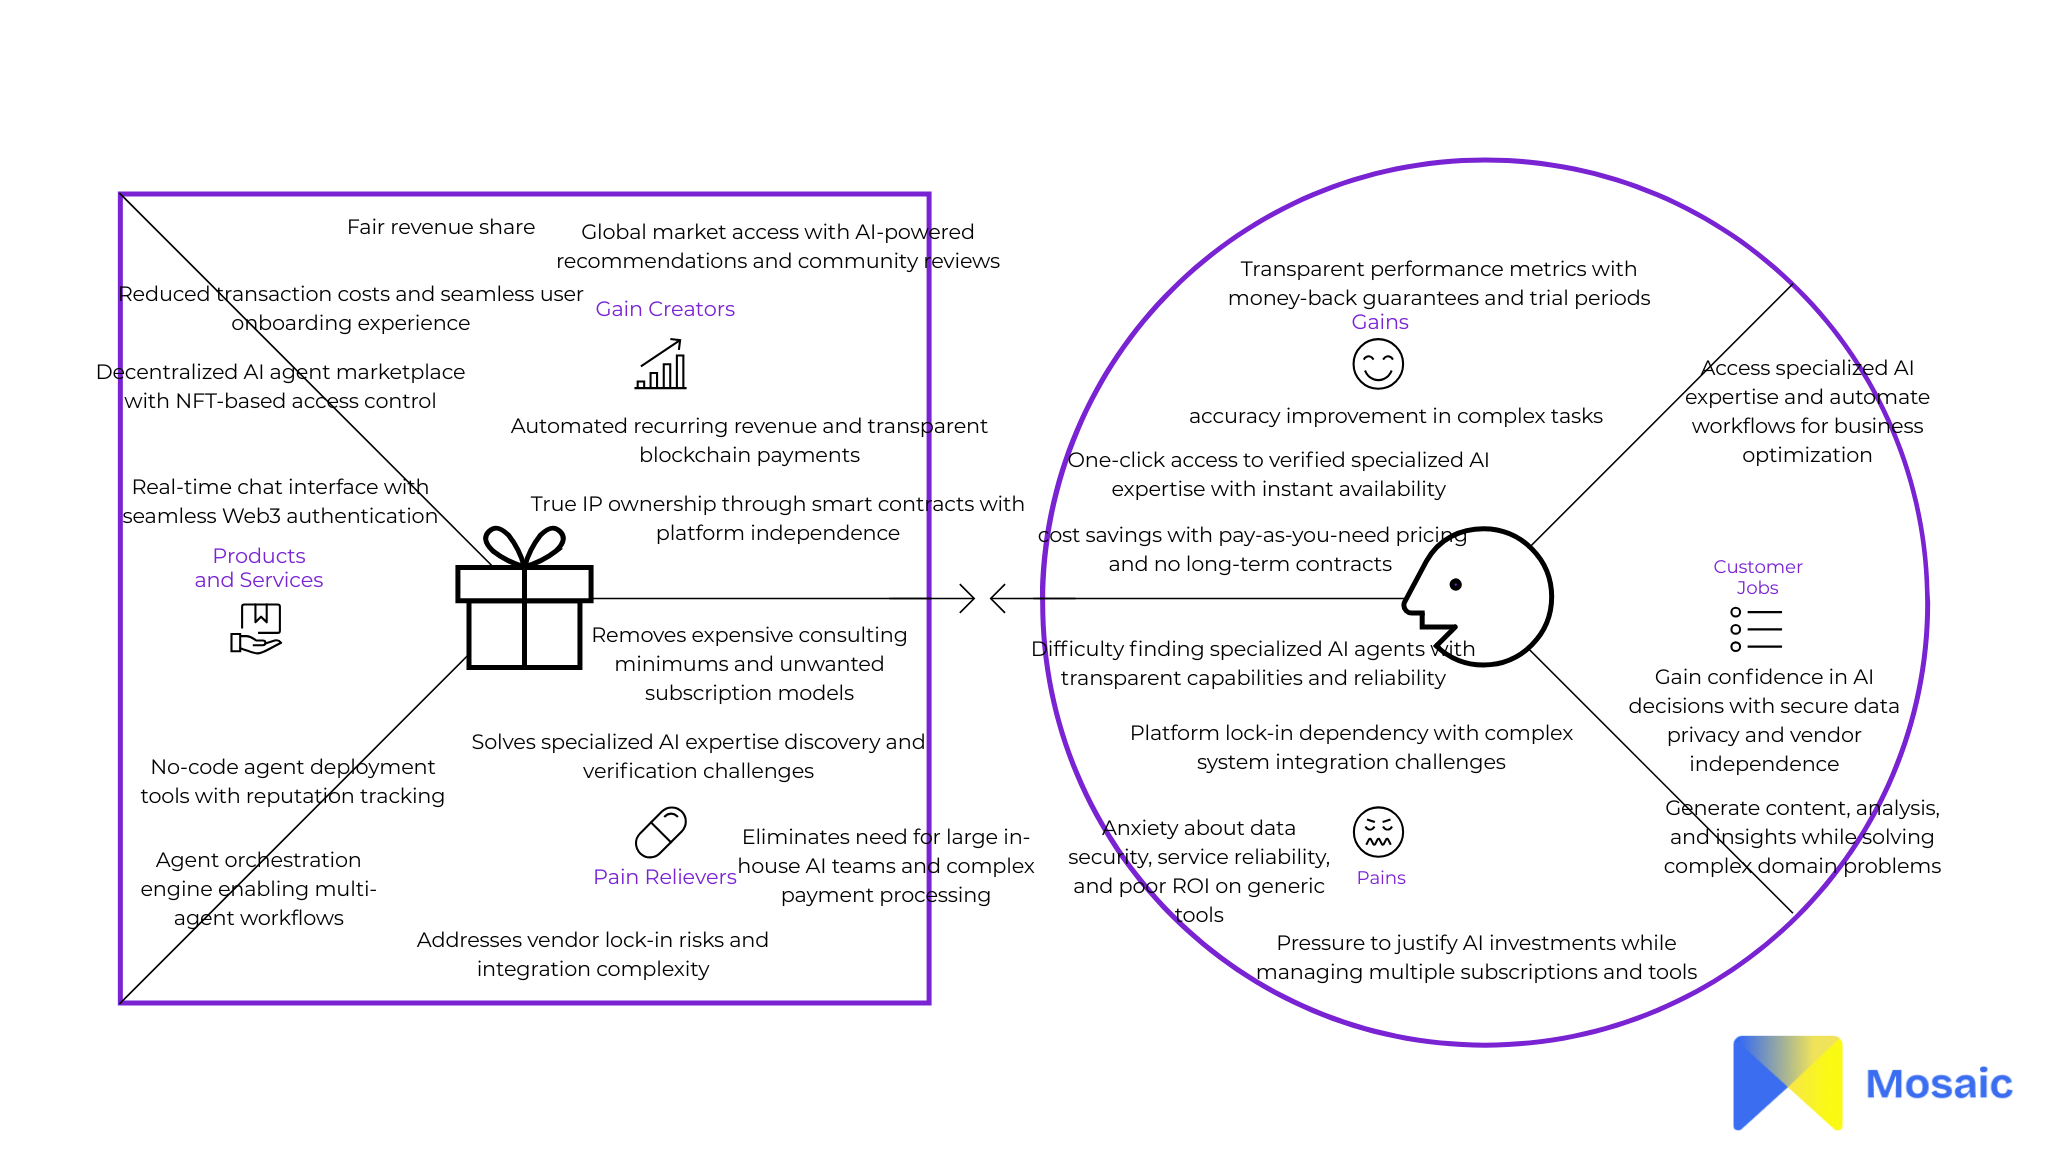 Fair revenue share
Global market access with AI-powered
recommendations and community reviews
Reduced transaction costs and seamless user
onboarding experience
Gain Creators
Decentralized AI agent marketplace
with NFT-based access control
Automated recurring revenue and transparent
blockchain payments
Real-time chat interface with
seamless Web3 authentication
True IP ownership through smart contracts with
platform independence
Products
and Services
Removes expensive consulting
minimums and unwanted
subscription models
Solves specialized AI expertise discovery and
verification challenges
No-code agent deployment
tools with reputation tracking
Eliminates need for large in-
house AI teams and complex
payment processing
Pain Relievers
Agent orchestration
engine enabling multi-
agent workflows
Addresses vendor lock-in risks and
integration complexity
Transparent performance metrics with
money-back guarantees and trial periods
Gains
accuracy improvement in complex tasks
One-click access to verified specialized AI
expertise with instant availability
cost savings with pay-as-you-need pricing
and no long-term contracts
Access specialized AI
expertise and automate
workflows for business
optimization
Customer
Jobs
Gain confidence in AI
decisions with secure data
privacy and vendor
independence
Generate content, analysis,
and insights while solving
complex domain problems
Difficulty finding specialized AI agents with
transparent capabilities and reliability
Platform lock-in dependency with complex
system integration challenges
Anxiety about data
security, service reliability,
and poor ROI on generic
tools
Pains
Pressure to justify AI investments while
managing multiple subscriptions and tools
Mosaic